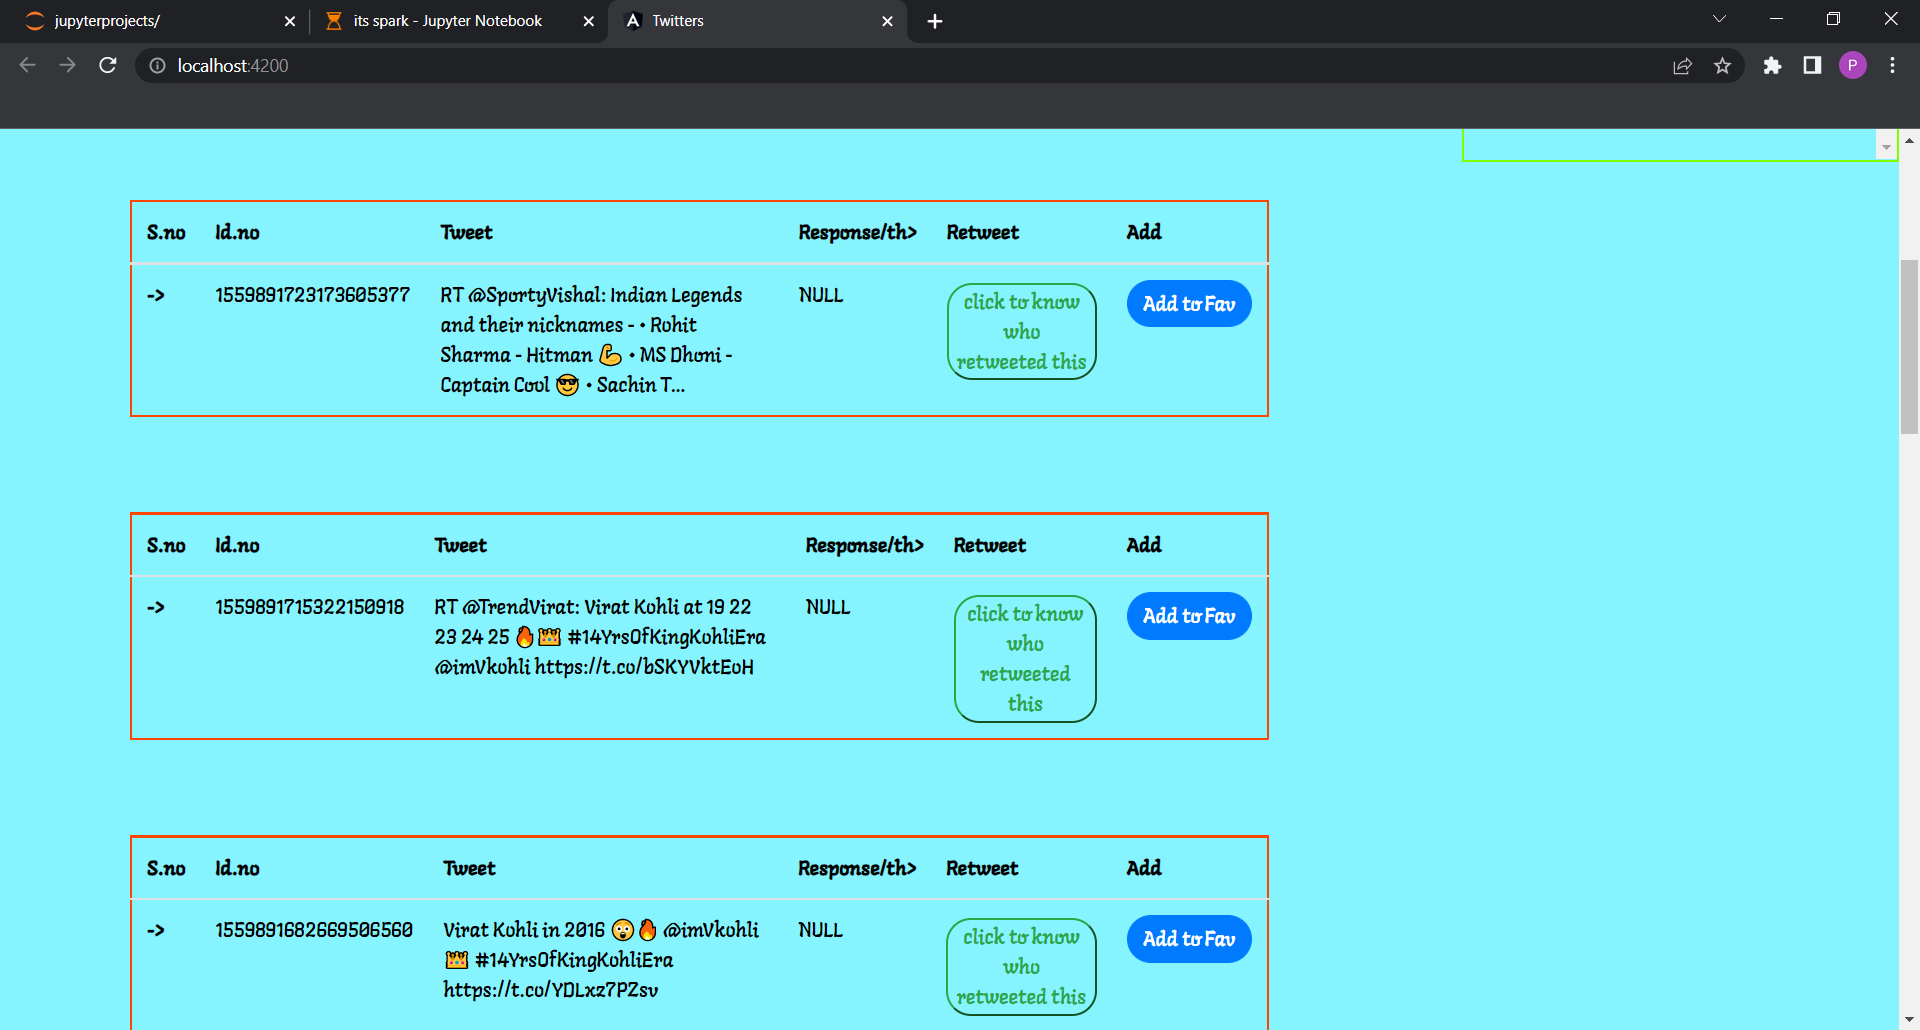 jupyterprojects/
its spark - Jupyter Notebook
Twitters
localhost:4200
P
S.no Id.no Tweet Response/th> Retweet Add
-> 1559891723173605377 RT @SportyVishal: Indian Legends NULL click to know Add to Fav
and their nicknames - • Rohit who
Sharma - Hitman 💪 • MS Dhoni - retweeted this
Captain Cool 😎 • Sachin T...
S.no Id.no Tweet Response/th> Retweet Add
-> 1559891715322150918 RT @TrendVirat: Virat Kohli at 19 22 NULL click to know Add to Fav
23 24 25 🔥👑 #14YrsOfKingKohliEra who
@imVkohli https://t.co/bSKYVktEoH retweeted
this
S.no Id.no Tweet Response/th> Retweet Add
-> 1559891682669506560 Virat Kohli in 2016 😲🔥 @imVkohli NULL click to know Add to Fav
👑 #14YrsOfKingKohliEra who
https://t.co/YDLxz7PZsv retweeted this